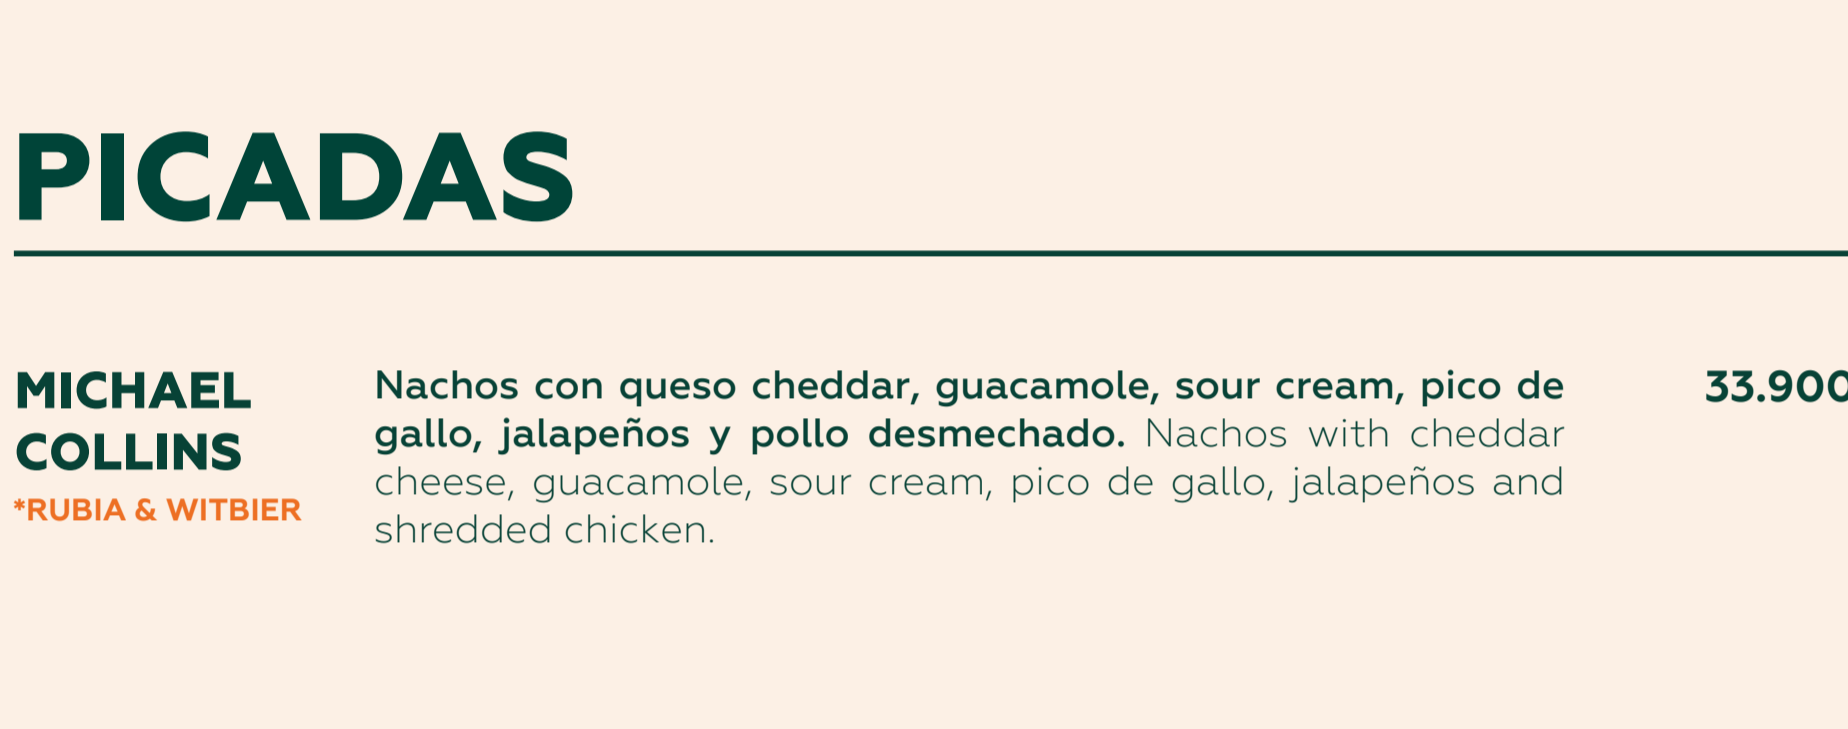 PICADAS
MICHAEL
COLLINS
*RUBIA & WITBIER
Nachos con queso cheddar, guacamole, sour cream, pico de
gallo, jalapeños y pollo desmechado. Nachos with cheddar
cheese, guacamole, sour cream, pico de gallo, jalapeños and
shredded chicken.
33.900